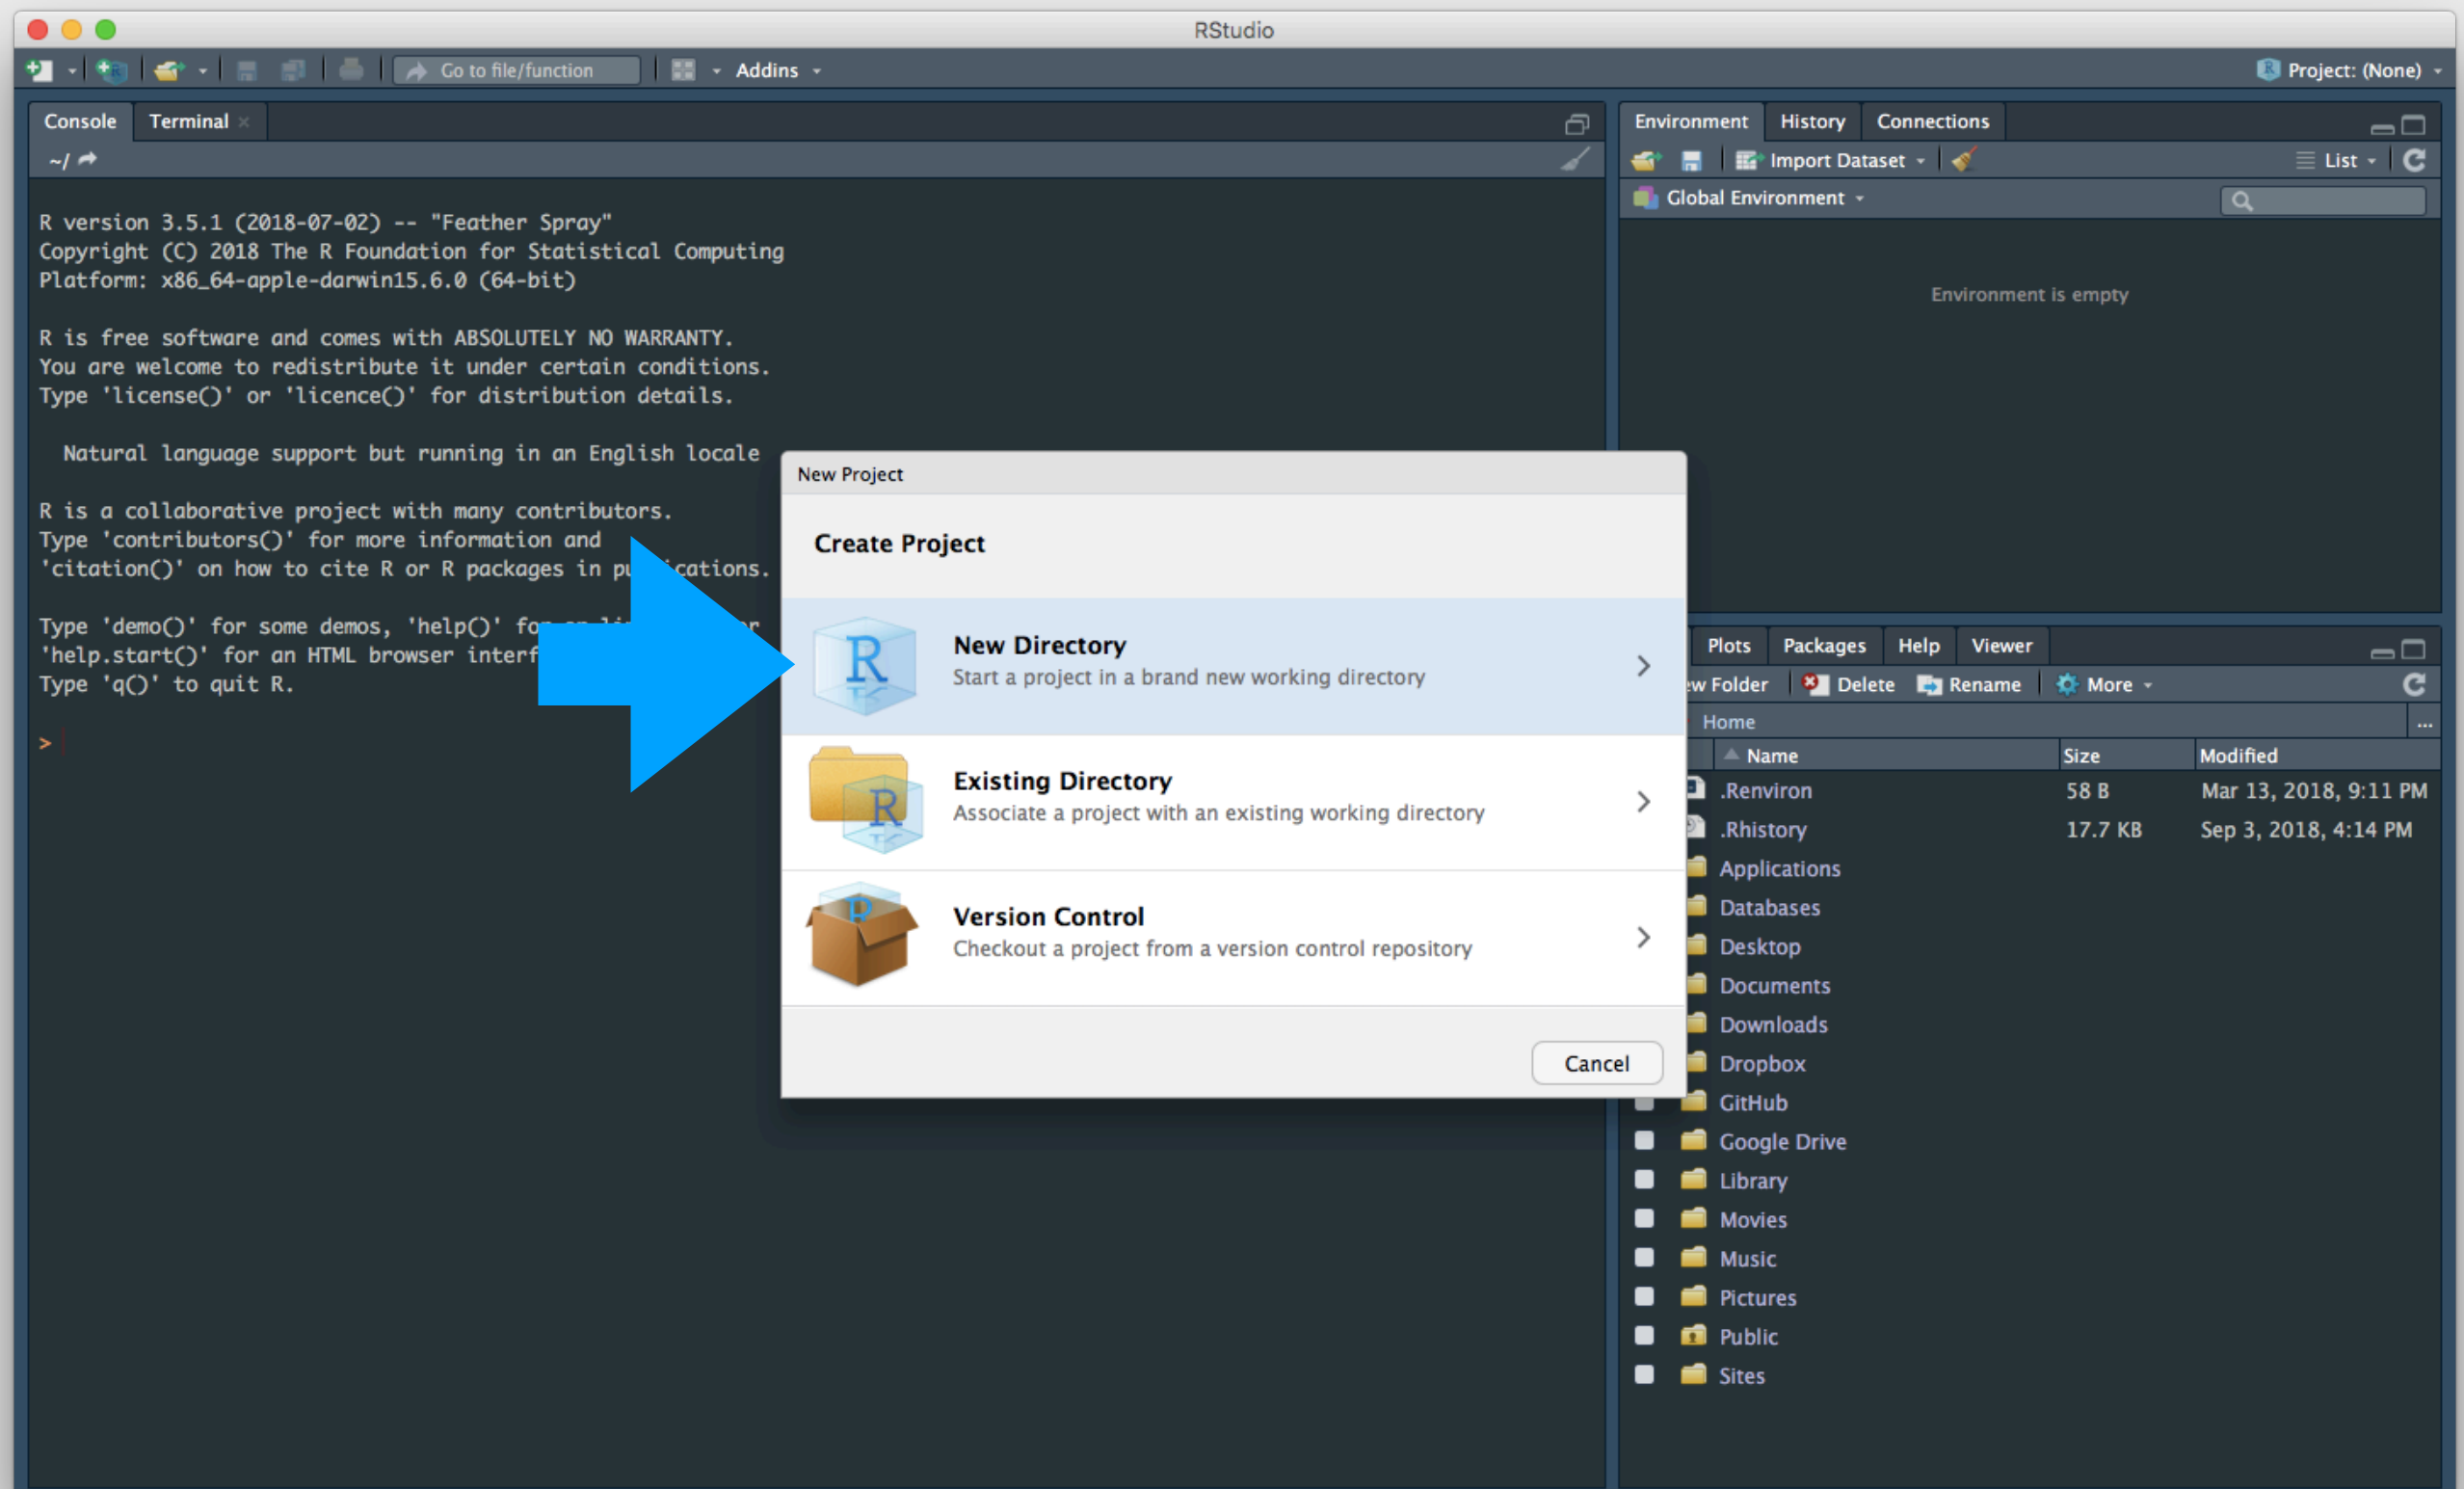 RStudio
Go to file/function
Addins
Project: (None)
Console
Terminal
~/
R version 3.5.1 (2018-07-02) -- "Feather Spray"
Copyright (C) 2018 The R Foundation for Statistical Computing
Platform: x86_64-apple-darwin15.6.0 (64-bit)
R is free software and comes with ABSOLUTELY NO WARRANTY.
You are welcome to redistribute it under certain conditions.
Type 'license()' or 'licence()' for distribution details.
Natural language support but running in an English locale
R is a collaborative project with many contributors.
Type 'contributors()' for more information and
'citation()' on how to cite R or R packages in
Type 'demo()' for some demos, 'help()' for
'help.start()' for an HTML browser
Type 'q()' to quit R.
>
New Project
Create Project
New Directory
Start a project in a brand new working directory
Existing Directory
Associate a project with an existing working directory
Version Control
Checkout a project from a version control repository
Cancel
Environment
History
Connections
Import Dataset
List
Global Environment
Environment is empty
Plots
Packages
Help
Viewer
Folder
Delete
Rename
More
Home
...
Name
Size
Modified
.Renviron
58 B
Mar 13, 2018, 9:11 PM
.Rhistory
17.7 KB
Sep 3, 2018, 4:14 PM
Applications
Databases
Desktop
Documents
Downloads
Dropbox
GitHub
Google Drive
Library
Movies
Music
Pictures
Public
Sites